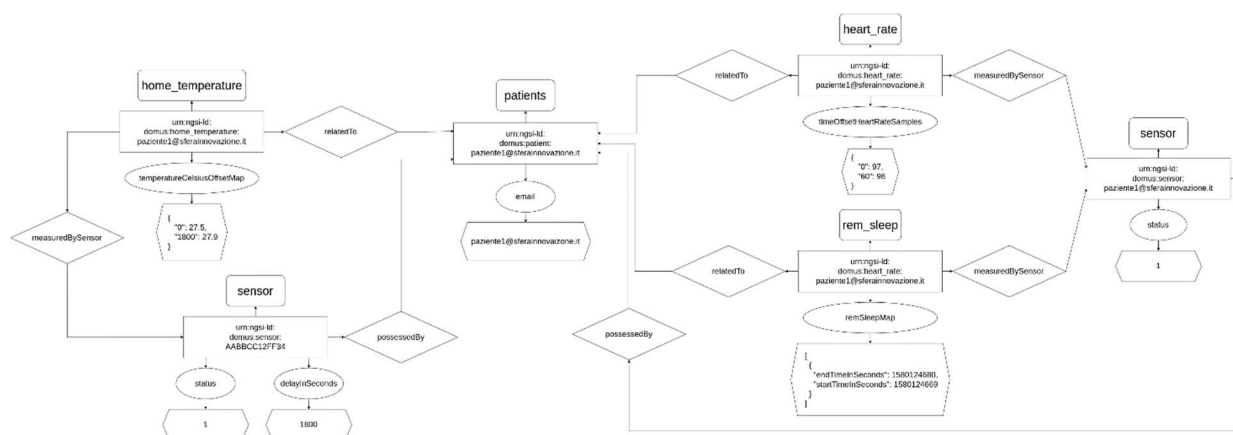 heart_rate
urn:ngsi-ld:
domus:heart_rate:
paziente1@sferainnovazione.it
relatedTo
measuredBySensor
timeOffsetHeartRateSamples
{
"0": 97,
"60": 96
}
home_temperature
urn:ngsi-ld:
domus:home_temperature:
paziente1@sferainnovazione.it
relatedTo
temperatureCelsiusOffsetMap
{
"0": 27.5,
"1800": 27.9
}
measuredBySensor
patients
urn:ngsi-ld:
domus:patient:
paziente1@sferainnovazione.it
email
paziente1@sferainnovaizone.it
sensor
urn:ngsi-ld:
domus:sensor:
paziente1@sferainnovazione.it
status
1
rem_sleep
urn:ngsi-ld:
domus:heart_rate:
paziente1@sferainnovazione.it
relatedTo
measuredBySensor
remSleepMap
[
{
"endTimeInSeconds": 1580124680,
"startTimeInSeconds": 1580124669
}
]
sensor
urn:ngsi-ld:
domus:sensor:
AABBCC12FF34
possessedBy
possessedBy
status
delayInSeconds
1
1800